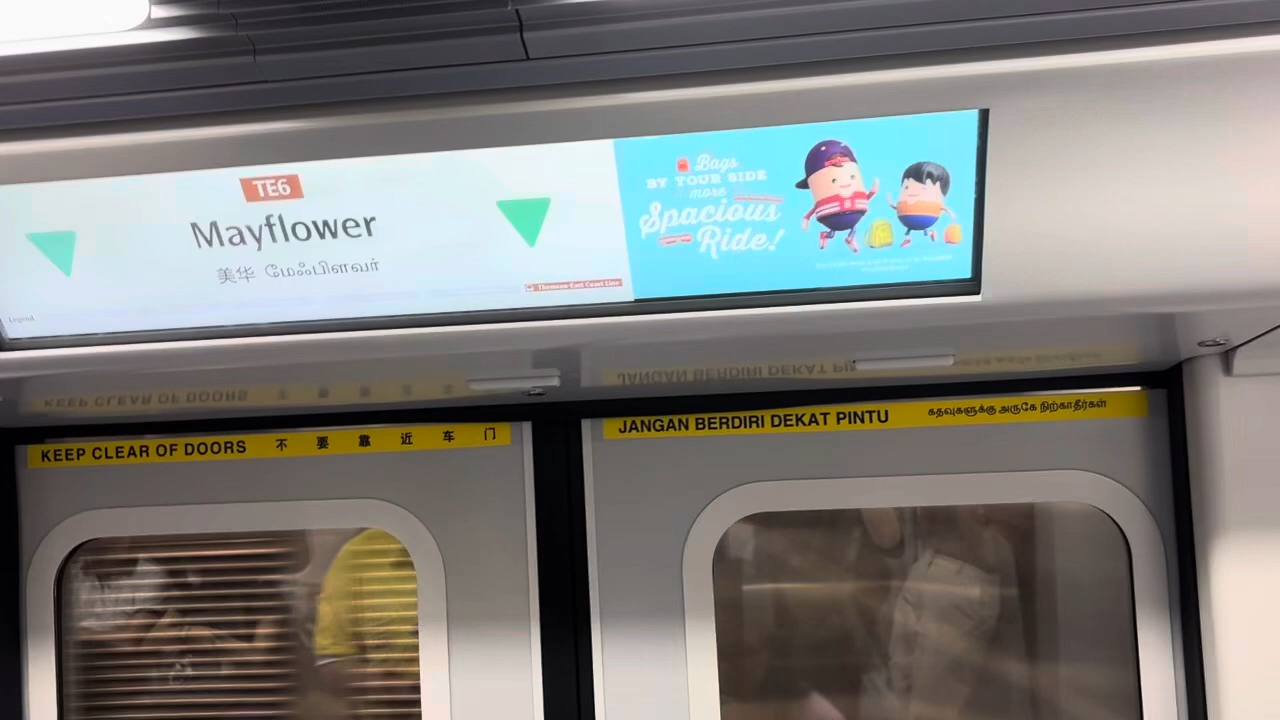 TE6
Mayflower
美华 மேஃபிளவர்
Thomson-East Coast Line
Legend
Bags
BY YOUR SIDE
more
Spacious
Ride!
KEEP CLEAR OF DOORS 不要靠近车门
JANGAN BERDIRI DEKAT PINTU கதவுகளுக்கு அருகே நிற்காதீர்கள்